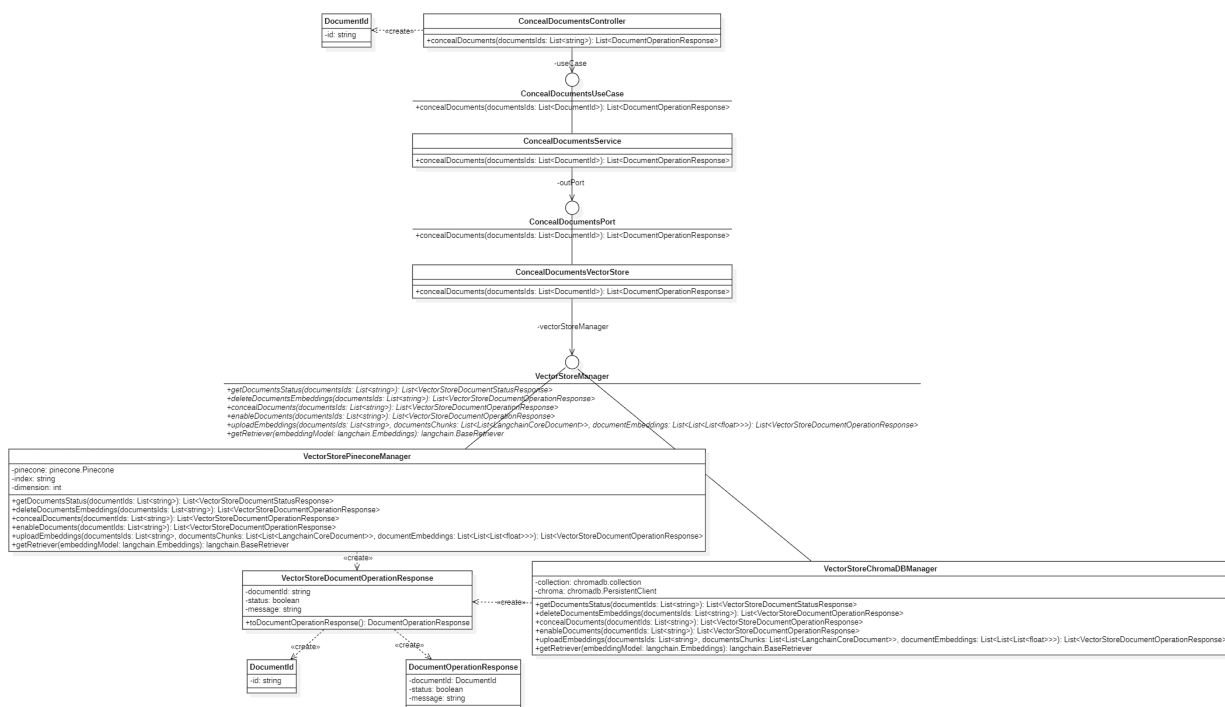 DocumentId
-id: string
«create»
ConcealDocumentsController
+concealDocuments(documentsIds: List<string>): List<DocumentOperationResponse>
-useCase
ConcealDocumentsUseCase
+concealDocuments(documentsIds: List<DocumentId>): List<DocumentOperationResponse>
ConcealDocumentsService
+concealDocuments(documentsIds: List<DocumentId>): List<DocumentOperationResponse>
-outPort
ConcealDocumentsPort
+concealDocuments(documentsIds: List<DocumentId>): List<DocumentOperationResponse>
ConcealDocumentsVectorStore
+concealDocuments(documentsIds: List<DocumentId>): List<DocumentOperationResponse>
-vectorStoreManager
VectorStoreManager
+getDocumentsStatus(documentsIds: List<string>): List<VectorStoreDocumentStatusResponse>
+deleteDocumentsEmbeddings(documentsIds: List<string>): List<VectorStoreDocumentOperationResponse>
+concealDocuments(documentsIds: List<string>): List<VectorStoreDocumentOperationResponse>
+enableDocuments(documentsIds: List<string>): List<VectorStoreDocumentOperationResponse>
+uploadEmbeddings(documentsIds: List<string>, documentsChunks: List<List<LangchainCoreDocument>>, documentEmbeddings: List<List<List<float>>>): List<VectorStoreDocumentOperationResponse>
+getRetriever(embeddingModel: langchain.Embeddings): langchain.BaseRetriever
VectorStorePineconeManager
-pinecone: pinecone.Pinecone
-index: string
-dimension: int
+getDocumentsStatus(documentIds: List<string>): List<VectorStoreDocumentStatusResponse>
+deleteDocumentsEmbeddings(documentsIds: List<string>): List<VectorStoreDocumentOperationResponse>
+concealDocuments(documentIds: List<string>): List<VectorStoreDocumentOperationResponse>
+enableDocuments(documentIds: List<string>): List<VectorStoreDocumentOperationResponse>
+uploadEmbeddings(documentsIds: List<string>, documentsChunks: List<List<LangchainCoreDocument>>, documentEmbeddings: List<List<List<float>>>): List<VectorStoreDocumentOperationResponse>
+getRetriever(embeddingModel: langchain.Embeddings): langchain.BaseRetriever
«create»
VectorStoreDocumentOperationResponse
-documentId: string
-status: boolean
-message: string
+toDocumentOperationResponse(): DocumentOperationResponse
«create»
VectorStoreChromaDBManager
-collection: chromadb.collection
-chroma: chromadb.PersistentClient
+getDocumentsStatus(documentIds: List<string>): List<VectorStoreDocumentStatusResponse>
+deleteDocumentsEmbeddings(documentsIds: List<string>): List<VectorStoreDocumentOperationResponse>
+concealDocuments(documentIds: List<string>): List<VectorStoreDocumentOperationResponse>
+enableDocuments(documentIds: List<string>): List<VectorStoreDocumentOperationResponse>
+uploadEmbeddings(documentsIds: List<string>, documentsChunks: List<List<LangchainCoreDocument>>, documentEmbeddings: List<List<List<float>>>): List<VectorStoreDocumentOperationResponse>
+getRetriever(embeddingModel: langchain.Embeddings): langchain.BaseRetriever
«create»
«create»
DocumentId
-id: string
DocumentOperationResponse
-documentId: DocumentId
-status: boolean
-message: string